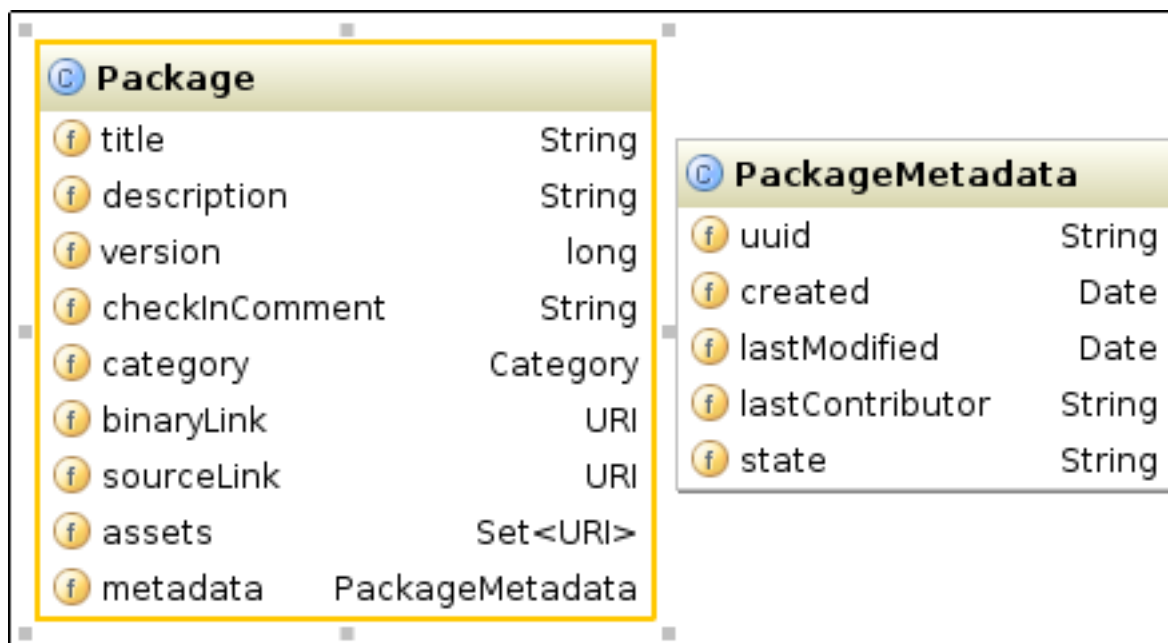 Package
title String
description String
version long
checkInComment String
category Category
binaryLink URI
sourceLink URI
assets Set<URI>
metadata PackageMetadata
PackageMetadata
uuid String
created Date
lastModified Date
lastContributor String
state String